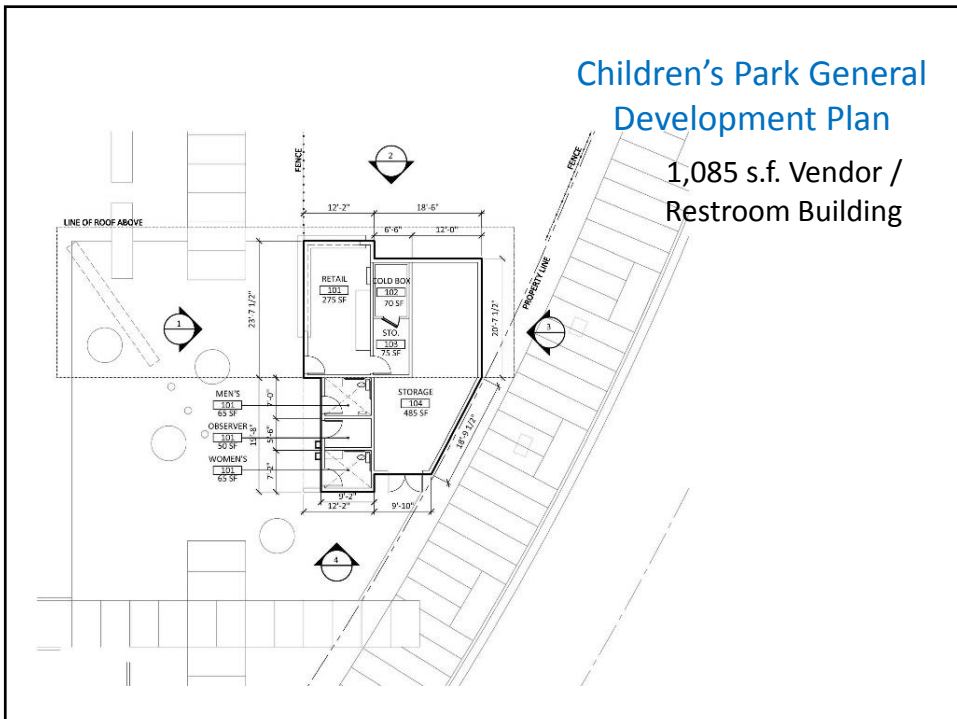 Children's Park General
Development Plan
1,085 s.f. Vendor /
Restroom Building
FENCE
2
FENCE
12'-2"
18'-6"
LINE OF ROOF ABOVE
6'-6"
12'-0"
RETAIL
101
275 SF
COLD BOX
102
70 SF
PROPERTY LINE
23'-7 1/2"
20'-7 1/2"
1
3
STO.
103
75 SF
MEN'S
101
65 SF
7'-0"
STORAGE
104
485 SF
OBSERVER
101
50 SF
19'-8"
5'-6"
18'-9 1/2"
WOMEN'S
101
65 SF
7'-2"
9'-2"
12'-2"
9'-10"
4